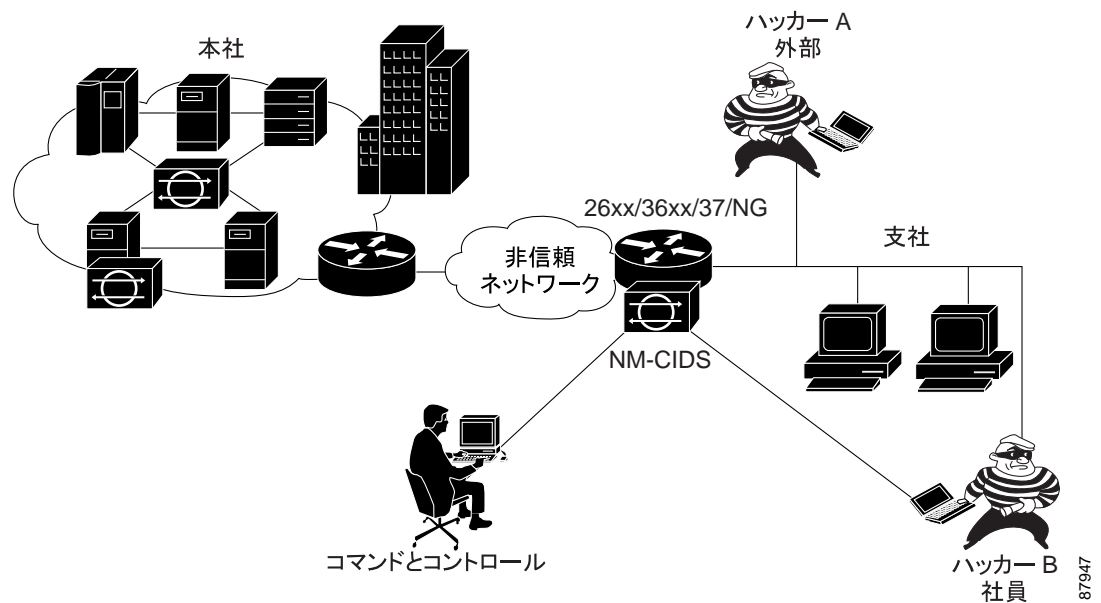 本社
ハッカー A
外部
26xx/36xx/37/NG
支社
非信頼
ネットワーク
NM-CIDS
コマンドとコントロール
ハッカー B
社員
87947